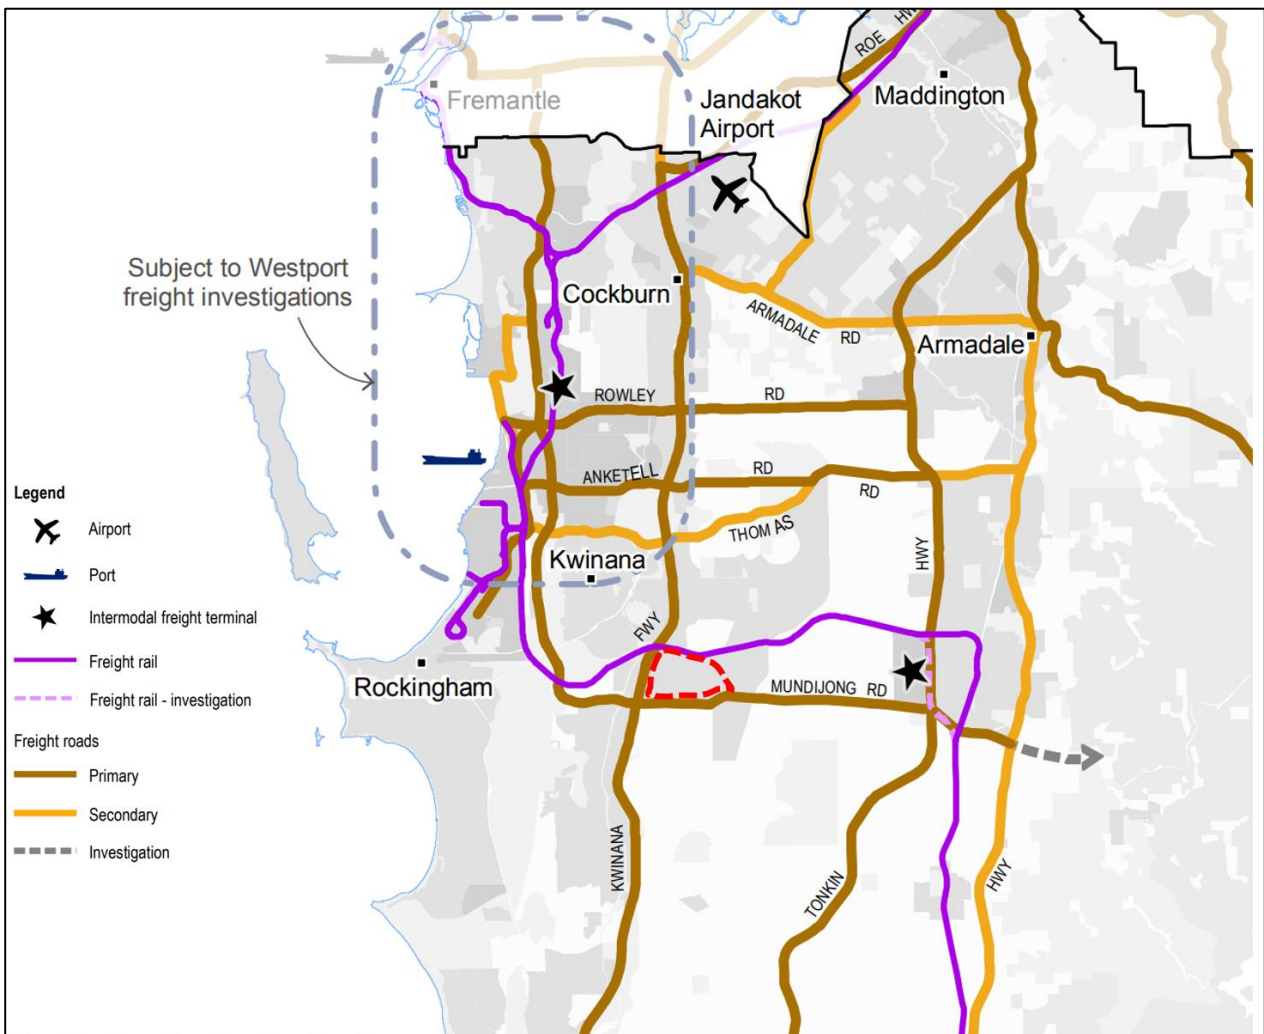 ROE HWY
Maddington
Fremantle
Jandakot
Airport
Subject to Westport
freight investigations
Cockburn
ARMADALE RD
Armadale
ROWLEY RD
ANKETELL RD
RD
THOMAS
HWY
Kwinana
FWY
Rockingham
MUNDIJONG RD
KWINANA
TONKIN
HWY
Legend
Airport
Port
Intermodal freight terminal
Freight rail
Freight rail - investigation
Freight roads
Primary
Secondary
Investigation